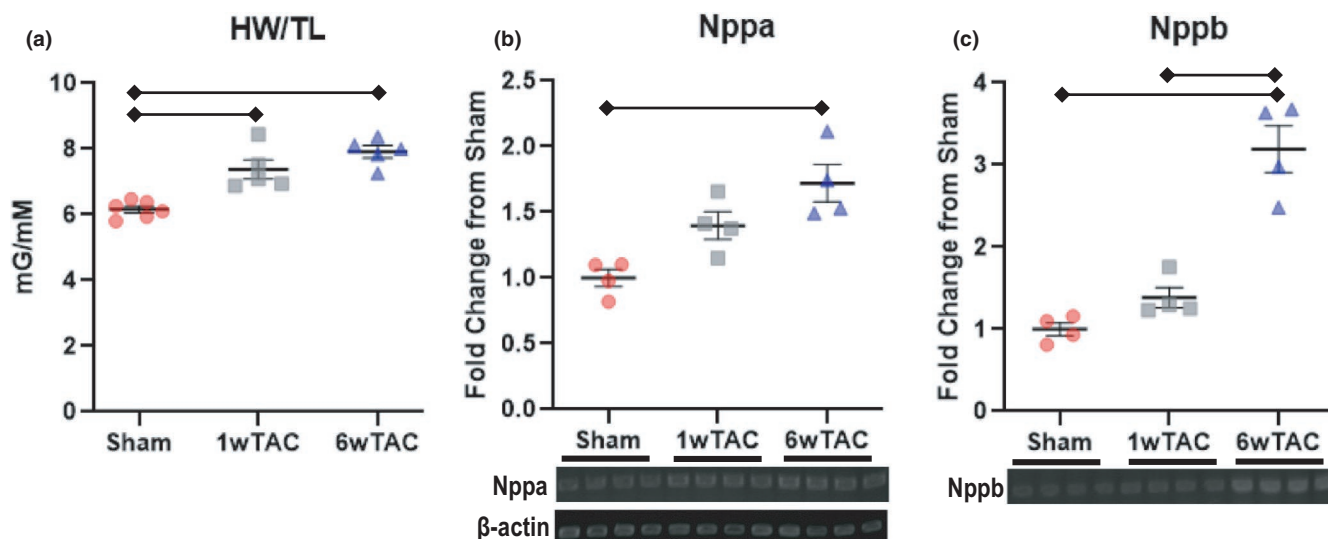 (a)
HW/TL
mG/mM
10
8
6
4
2
0
Sham 1wTAC 6wTAC
(b)
Nppa
Fold Change from Sham
2.5
2.0
1.5
1.0
0.5
0.0
Sham 1wTAC 6wTAC
Nppa
β-actin
(c)
Nppb
Fold Change from Sham
4
3
2
1
0
Sham 1wTAC 6wTAC
Nppb